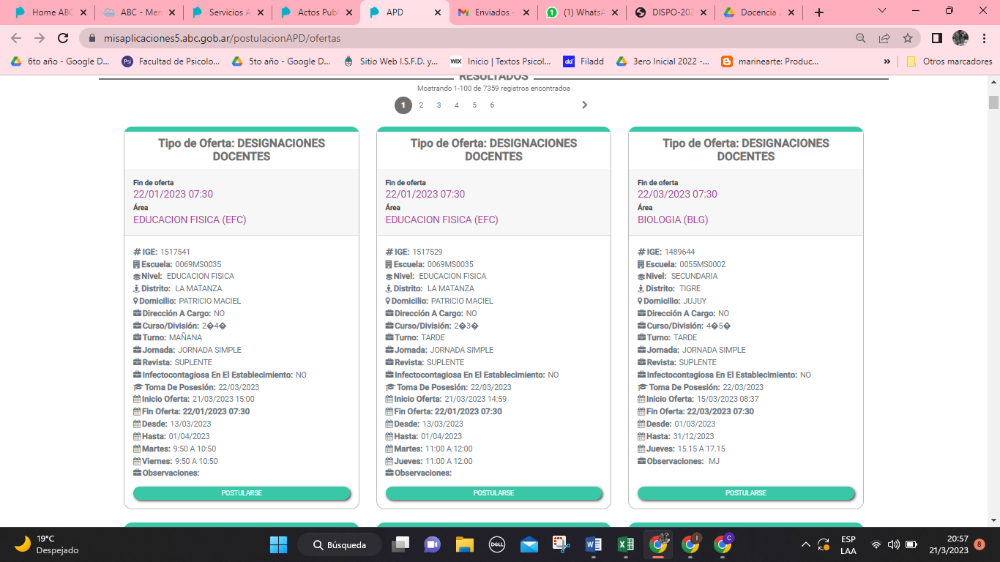 Home ABC
ABC - Men
Servicios A
Actos Publ
APD
Enviados -
(1) WhatsA
DISPO-202
Docencia 2
misaplicaciones5.abc.gob.ar/postulacionAPD/ofertas
6to año - Google D...
Psi
Facultad de Psicolo...
5to año - Google D...
Sitio Web I.S.F.D. y...
WIX
Inicio | Textos Psicol...
dd
Filadd
3ero Inicial 2022 -...
marinearte: Produc...
»
Otros marcadores
RESULTADOS
Mostrando 1-100 de 7359 registros encontrados
1 2 3 4 5 6
Tipo de Oferta: DESIGNACIONES
DOCENTES
Fin de oferta
22/01/2023 07:30
Área
EDUCACION FISICA (EFC)
# IGE: 1517541
Escuela: 0069MS0035
Nivel: EDUCACION FISICA
Distrito: LA MATANZA
Domicilio: PATRICIO MACIEL
Dirección A Cargo: NO
Curso/División: 2�4�
Turno: MAÑANA
Jornada: JORNADA SIMPLE
Revista: SUPLENTE
Infectocontagiosa En El Establecimiento: NO
Toma De Posesión: 22/03/2023
Inicio Oferta: 21/03/2023 15:00
Fin Oferta: 22/01/2023 07:30
Desde: 13/03/2023
Hasta: 01/04/2023
Martes: 9:50 A 10:50
Viernes: 9:50 A 10:50
Observaciones:
POSTULARSE
Tipo de Oferta: DESIGNACIONES
DOCENTES
Fin de oferta
22/01/2023 07:30
Área
EDUCACION FISICA (EFC)
# IGE: 1517529
Escuela: 0069MS0035
Nivel: EDUCACION FISICA
Distrito: LA MATANZA
Domicilio: PATRICIO MACIEL
Dirección A Cargo: NO
Curso/División: 2�3�
Turno: TARDE
Jornada: JORNADA SIMPLE
Revista: SUPLENTE
Infectocontagiosa En El Establecimiento: NO
Toma De Posesión: 22/03/2023
Inicio Oferta: 21/03/2023 14:59
Fin Oferta: 22/01/2023 07:30
Desde: 13/03/2023
Hasta: 01/04/2023
Martes: 11:00 A 12:00
Jueves: 11:00 A 12:00
Observaciones:
POSTULARSE
Tipo de Oferta: DESIGNACIONES
DOCENTES
Fin de oferta
22/03/2023 07:30
Área
BIOLOGIA (BLG)
# IGE: 1489644
Escuela: 0055MS0002
Nivel: SECUNDARIA
Distrito: TIGRE
Domicilio: JUJUY
Dirección A Cargo: NO
Curso/División: 4�5�
Turno: TARDE
Jornada: JORNADA SIMPLE
Revista: SUPLENTE
Infectocontagiosa En El Establecimiento: NO
Toma De Posesión: 22/03/2023
Inicio Oferta: 15/03/2023 08:37
Fin Oferta: 22/03/2023 07:30
Desde: 01/03/2023
Hasta: 31/12/2023
Jueves: 15.15 A 17.15
Observaciones: MJ
POSTULARSE
19°C
Despejado
Búsqueda
DELL
ESP
LAA
20:57
21/3/2023
8